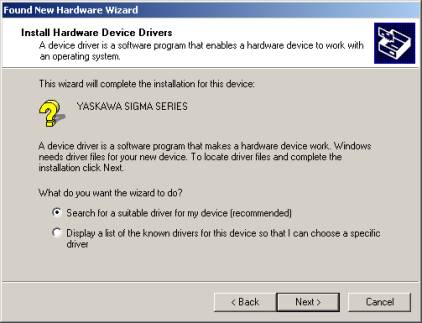 Found New Hardware Wizard
Install Hardware Device Drivers
A device driver is a software program that enables a hardware device to work with
an operating system.
This wizard will complete the installation for this device:
YASKAWA SIGMA SERIES
A device driver is a software program that makes a hardware device work. Windows
needs driver files for your new device. To locate driver files and complete the
installation click Next.
What do you want the wizard to do?
Search for a suitable driver for my device (recommended)
Display a list of the known drivers for this device so that I can choose a specific
driver
< Back
Next >
Cancel